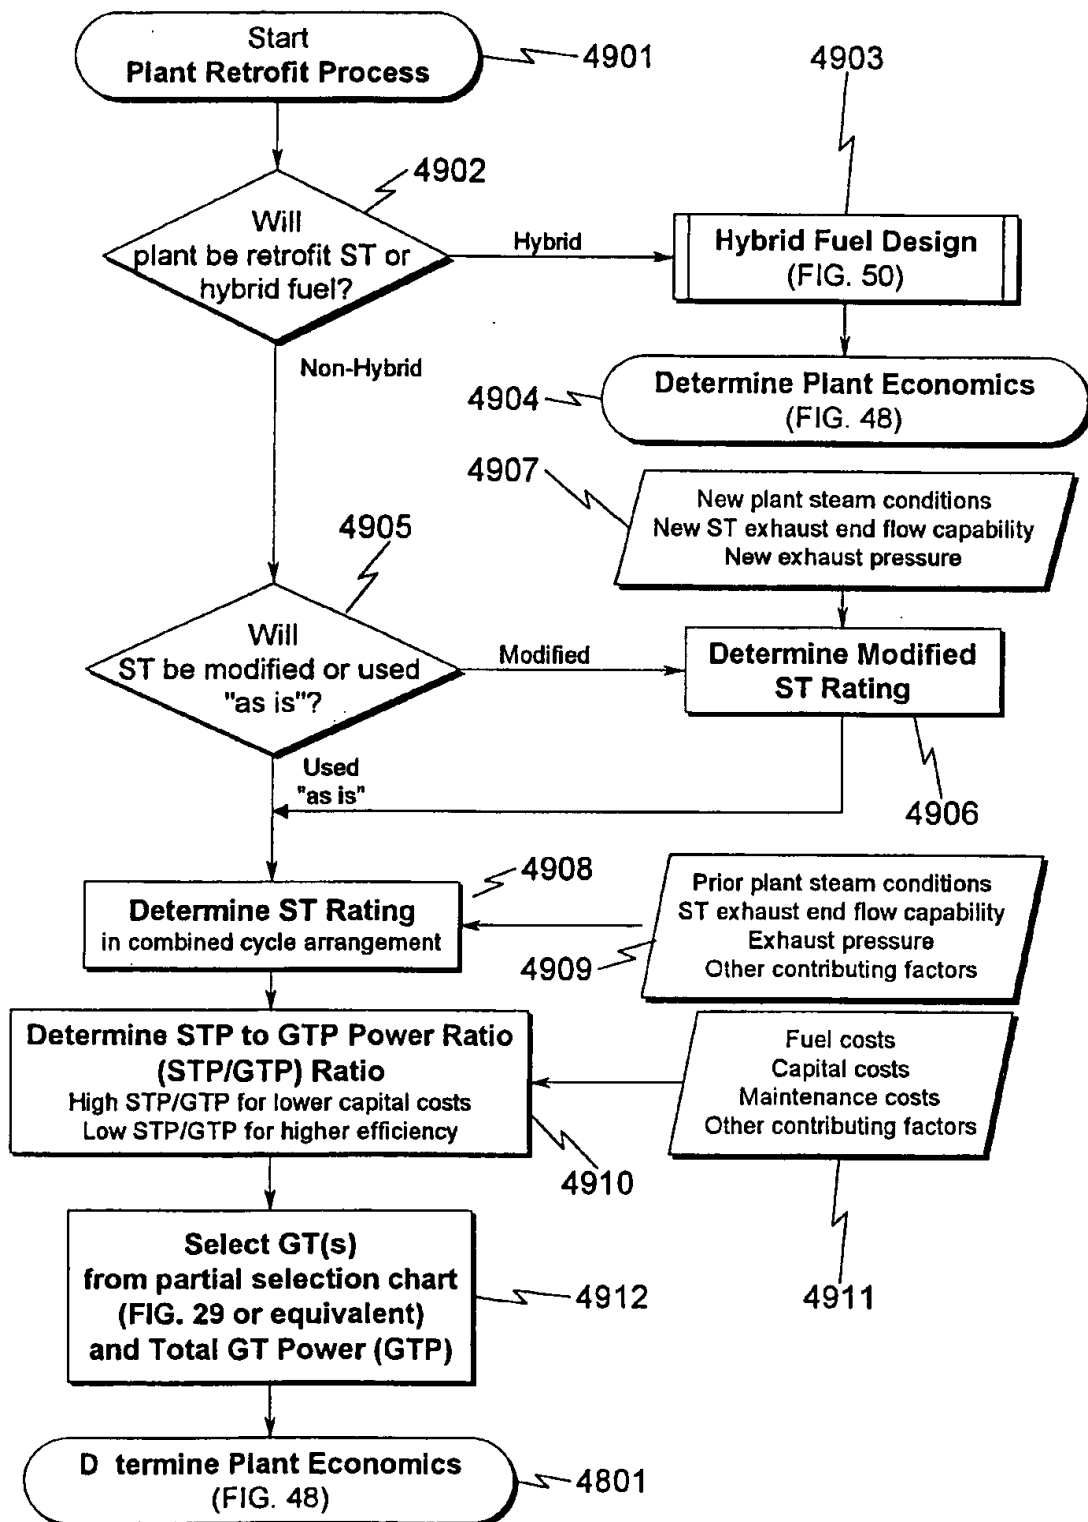 Start
Plant Retrofit Process
4901
4903
4902
Will
plant be retrofit ST or
hybrid fuel?
Hybrid
Hybrid Fuel Design
(FIG. 50)
Non-Hybrid
Determine Plant Economics
(FIG. 48)
4904
4907
New plant steam conditions
New ST exhaust end flow capability
New exhaust pressure
4905
Will
ST be modified or used
"as is"?
Modified
Determine Modified
ST Rating
Used
"as is"
4906
4908
Determine ST Rating
in combined cycle arrangement
Prior plant steam conditions
ST exhaust end flow capability
Exhaust pressure
Other contributing factors
4909
Determine STP to GTP Power Ratio
(STP/GTP) Ratio
High STP/GTP for lower capital costs
Low STP/GTP for higher efficiency
Fuel costs
Capital costs
Maintenance costs
Other contributing factors
4910
4911
Select GT(s)
from partial selection chart
(FIG. 29 or equivalent)
and Total GT Power (GTP)
4912
D termine Plant Economics
(FIG. 48)
4801